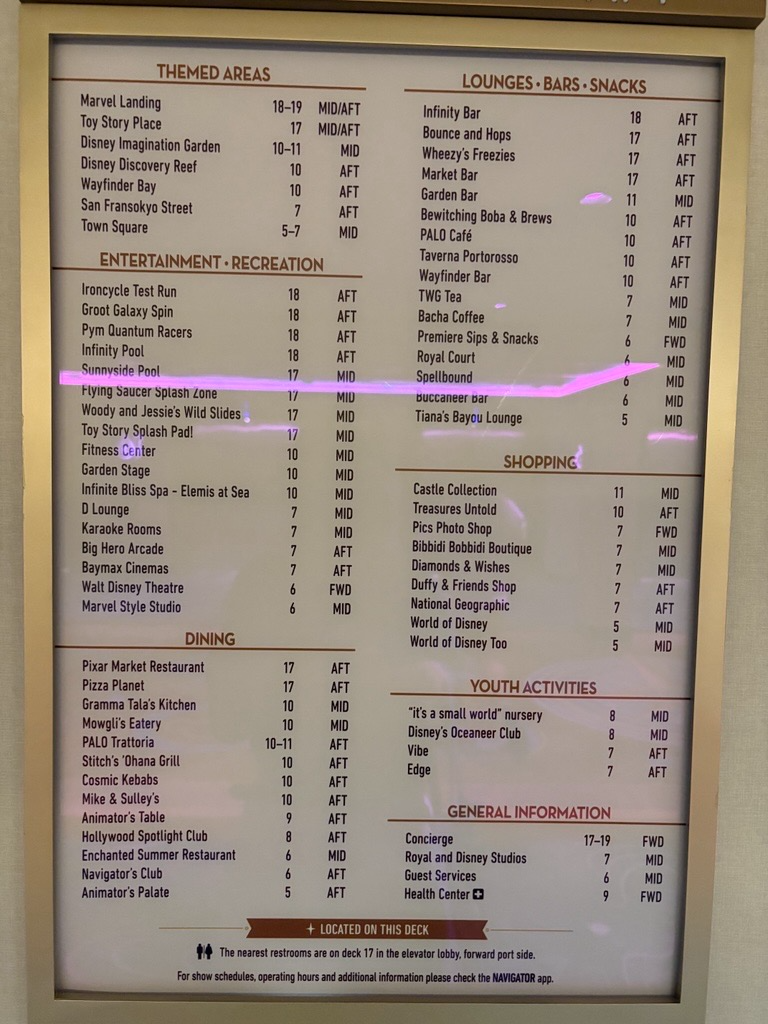 THEMED AREAS
Marvel Landing 18–19 MID/AFT
Toy Story Place 17 MID/AFT
Disney Imagination Garden 10–11 MID
Disney Discovery Reef 10 AFT
Wayfinder Bay 10 AFT
San Fransokyo Street 7 AFT
Town Square 5–7 MID
ENTERTAINMENT • RECREATION
Ironcycle Test Run 18 AFT
Groot Galaxy Spin 18 AFT
Pym Quantum Racers 18 AFT
Infinity Pool 18 AFT
Sunnyside Pool 17 MID
Flying Saucer Splash Zone 17 MID
Woody and Jessie's Wild Slides 17 MID
Toy Story Splash Pad! 17 MID
Fitness Center 10 MID
Garden Stage 10 MID
Infinite Bliss Spa - Elemis at Sea 10 MID
D Lounge 7 MID
Karaoke Rooms 7 MID
Big Hero Arcade 7 AFT
Baymax Cinemas 7 AFT
Walt Disney Theatre 6 FWD
Marvel Style Studio 6 MID
DINING
Pixar Market Restaurant 17 AFT
Pizza Planet 17 AFT
Gramma Tala's Kitchen 10 MID
Mowgli's Eatery 10 MID
PALO Trattoria 10–11 AFT
Stitch's 'Ohana Grill 10 AFT
Cosmic Kebabs 10 AFT
Mike & Sulley's 10 AFT
Animator's Table 9 AFT
Hollywood Spotlight Club 8 AFT
Enchanted Summer Restaurant 6 MID
Navigator's Club 6 AFT
Animator's Palate 5 AFT
LOUNGES • BARS • SNACKS
Infinity Bar 18 AFT
Bounce and Hops 17 AFT
Wheezy's Freezies 17 AFT
Market Bar 17 AFT
Garden Bar 11 MID
Bewitching Boba & Brews 10 AFT
PALO Café 10 AFT
Taverna Portorosso 10 AFT
Wayfinder Bar 10 AFT
TWG Tea 7 MID
Bacha Coffee 7 MID
Premiere Sips & Snacks 6 FWD
Royal Court 6 MID
Spellbound 6 MID
Buccaneer Bar 6 MID
Tiana's Bayou Lounge 5 MID
SHOPPING
Castle Collection 11 MID
Treasures Untold 10 AFT
Pics Photo Shop 7 FWD
Bibbidi Bobbidi Boutique 7 MID
Diamonds & Wishes 7 MID
Duffy & Friends Shop 7 AFT
National Geographic 7 AFT
World of Disney 5 MID
World of Disney Too 5 MID
YOUTH ACTIVITIES
"it's a small world" nursery 8 MID
Disney's Oceaneer Club 8 MID
Vibe 7 AFT
Edge 7 AFT
GENERAL INFORMATION
Concierge 17–19 FWD
Royal and Disney Studios 7 MID
Guest Services 6 MID
Health Center 9 FWD
LOCATED ON THIS DECK
The nearest restrooms are on deck 17 in the elevator lobby, forward port side.
For show schedules, operating hours and additional information please check the NAVIGATOR app.